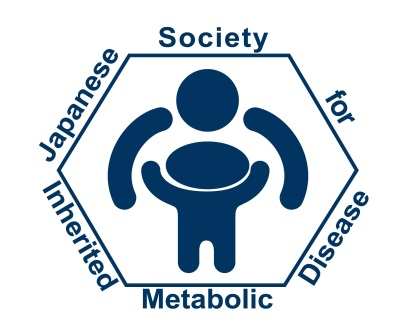 Japanese
Society
for
Inherited
Metabolic
Disease